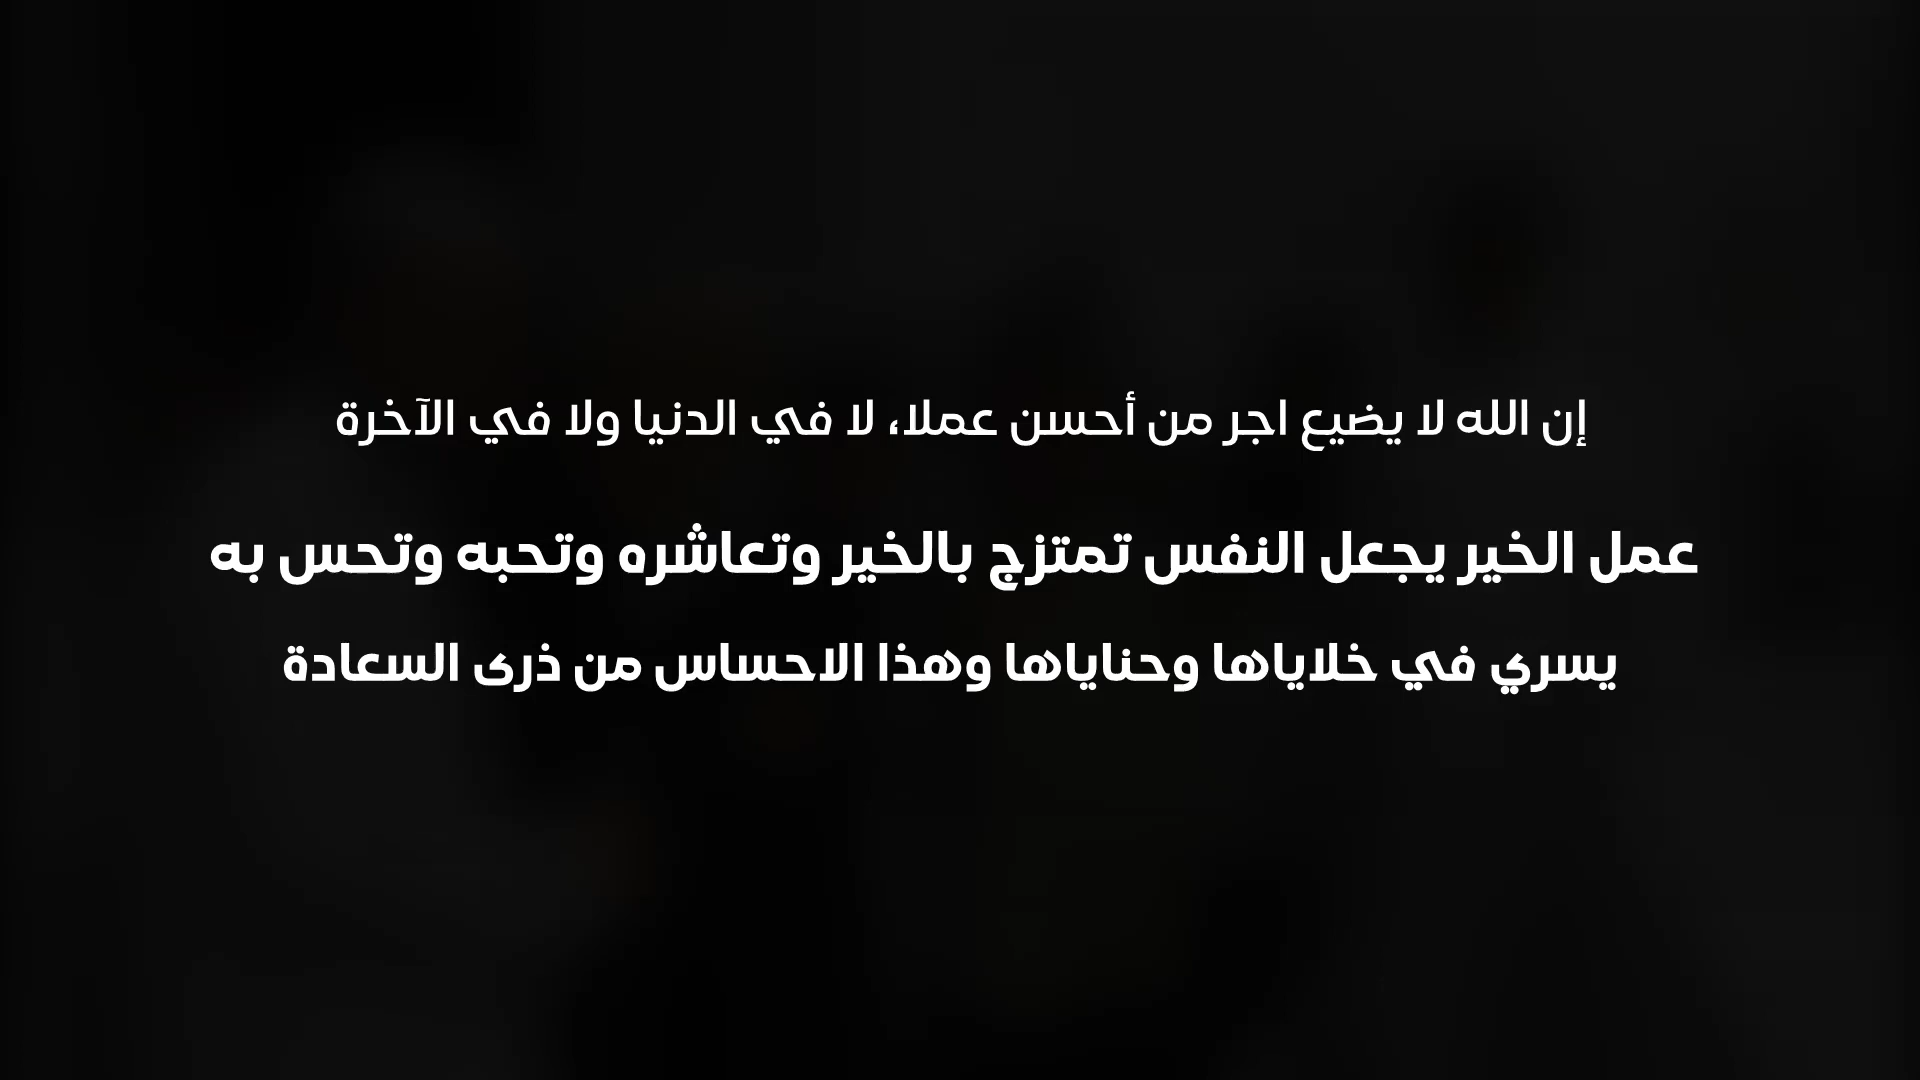 إن الله لا يضيع اجر من أحسن عملا، لا في الدنيا ولا في الآخرة
عمل الخير يجعل النفس تمتزج بالخير وتعاشره وتحبه وتحس به
يسري في خلاياها وحناياها وهذا الاحساس من ذرى السعادة